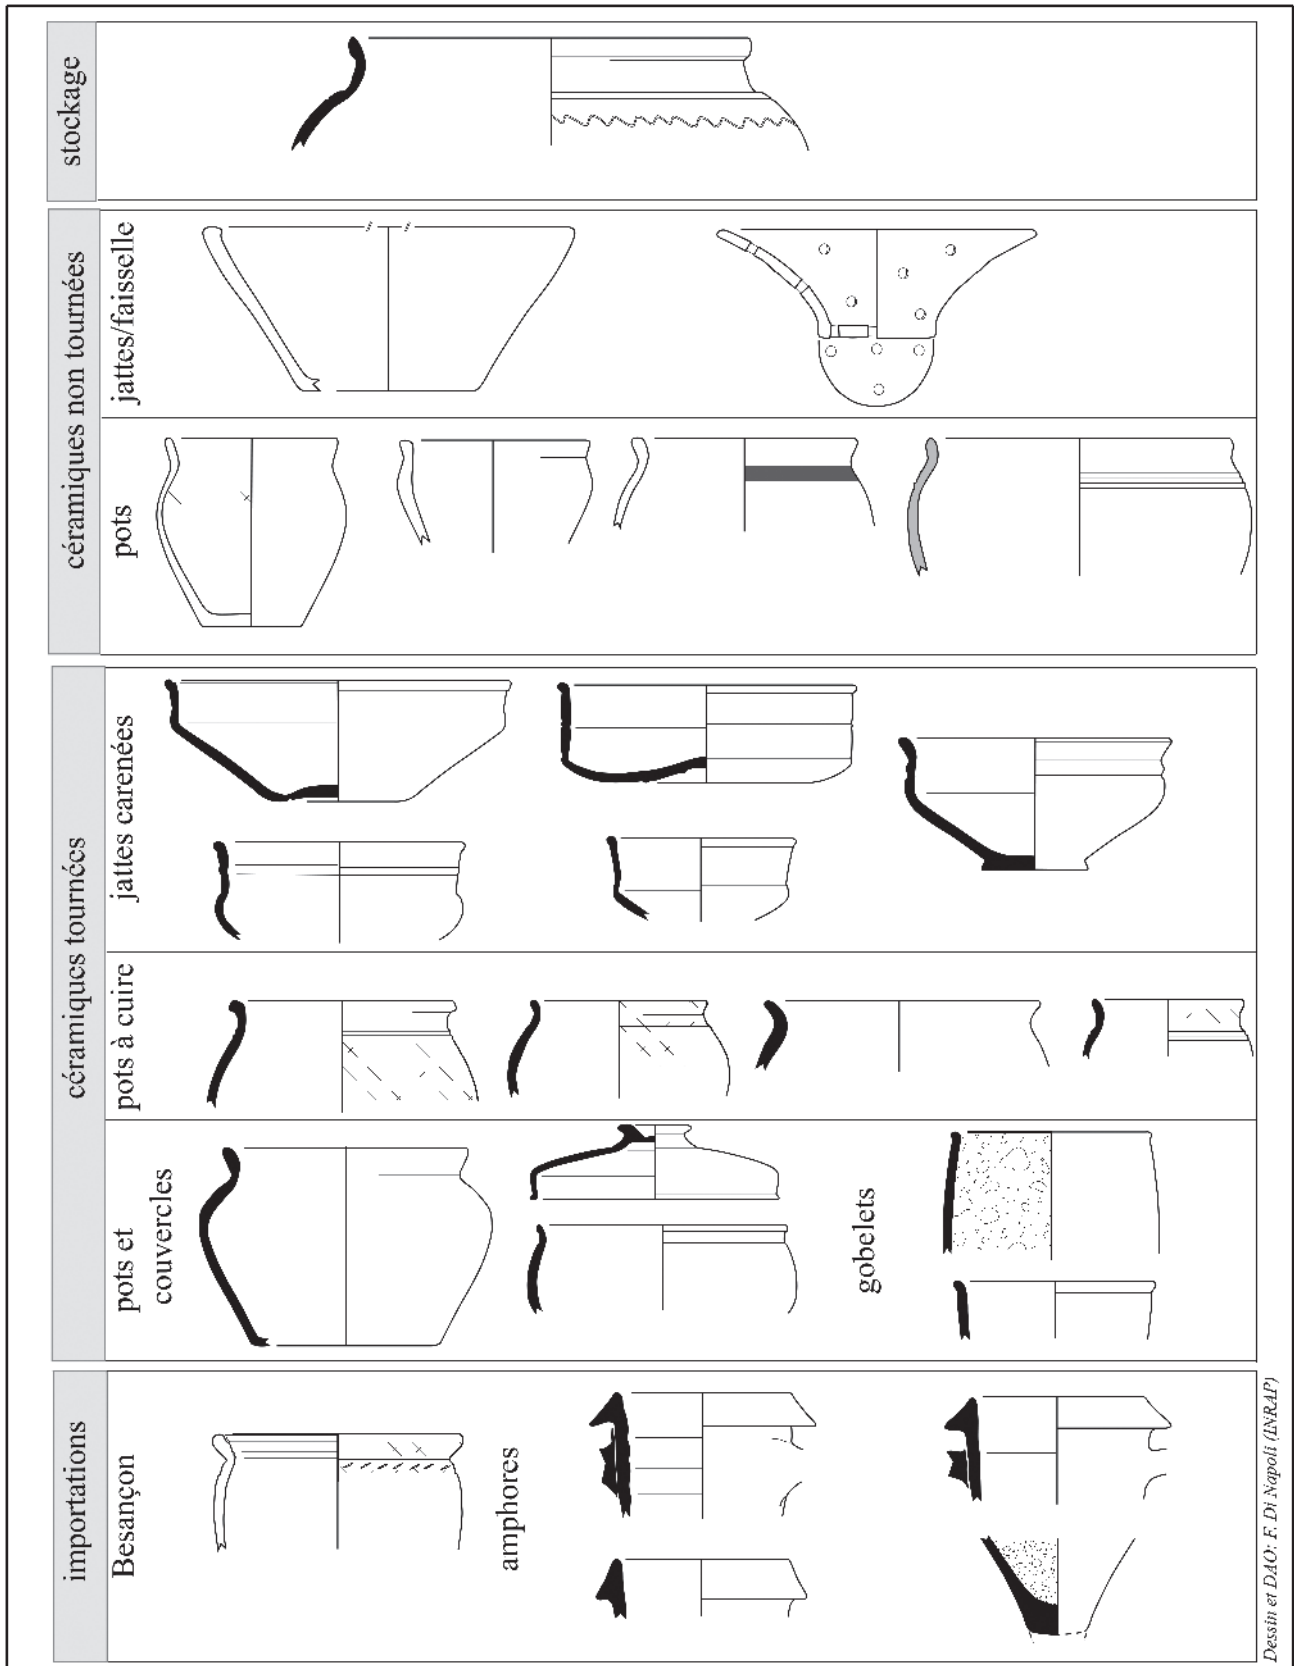 stockage
céramiques non tournées
jattes/faisselle
pots
céramiques tournées
jattes carenées
pots à cuire
pots et
couvercles
gobelets
importations
Besançon
amphores
Dessin et DAO: F. Di Napoli (INRAP)